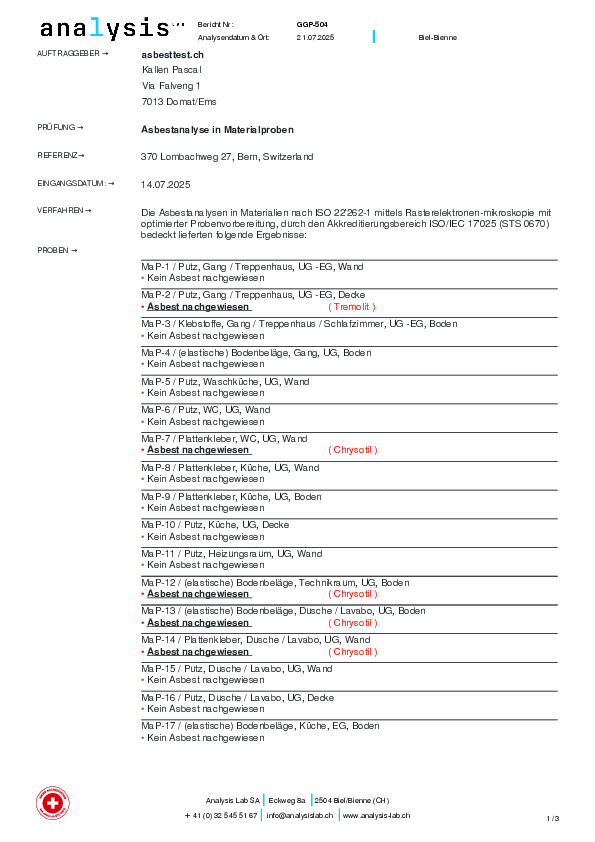 analysis
Bericht Nr: GGP-504
Analysendatum & Ort: 21.07.2025 Biel-Bienne
AUFTRAGGEBER → asbesttest.ch
Kallen Pascal
Via Falveng 1
7013 Domat/Ems
PRÜFUNG → Asbestanalyse in Materialproben
REFERENZ → 370 Lombachweg 27, Bern, Switzerland
EINGANGSDATUM: → 14.07.2025
VERFAHREN → Die Asbestanalysen in Materialien nach ISO 22'262-1 mittels Rasterelektronen-mikroskopie mit
optimierter Probenvorbereitung, durch den Akkreditierungsbereich ISO/IEC 17'025 (STS 0670)
bedeckt lieferten folgende Ergebnisse:
PROBEN →
MaP-1 / Putz, Gang / Treppenhaus, UG -EG, Wand
• Kein Asbest nachgewiesen
MaP-2 / Putz, Gang / Treppenhaus, UG -EG, Decke
• Asbest nachgewiesen ( Tremolit )
MaP-3 / Klebstoffe, Gang / Treppenhaus / Schlafzimmer, UG -EG, Boden
• Kein Asbest nachgewiesen
MaP-4 / (elastische) Bodenbeläge, Gang, UG, Boden
• Kein Asbest nachgewiesen
MaP-5 / Putz, Waschküche, UG, Wand
• Kein Asbest nachgewiesen
MaP-6 / Putz, WC, UG, Wand
• Kein Asbest nachgewiesen
MaP-7 / Plattenkleber, WC, UG, Wand
• Asbest nachgewiesen ( Chrysotil )
MaP-8 / Plattenkleber, Küche, UG, Wand
• Kein Asbest nachgewiesen
MaP-9 / Plattenkleber, Küche, UG, Boden
• Kein Asbest nachgewiesen
MaP-10 / Putz, Küche, UG, Decke
• Kein Asbest nachgewiesen
MaP-11 / Putz, Heizungsraum, UG, Wand
• Kein Asbest nachgewiesen
MaP-12 / (elastische) Bodenbeläge, Technikraum, UG, Boden
• Asbest nachgewiesen ( Chrysotil )
MaP-13 / (elastische) Bodenbeläge, Dusche / Lavabo, UG, Boden
• Asbest nachgewiesen ( Chrysotil )
MaP-14 / Plattenkleber, Dusche / Lavabo, UG, Wand
• Asbest nachgewiesen ( Chrysotil )
MaP-15 / Putz, Dusche / Lavabo, UG, Wand
• Kein Asbest nachgewiesen
MaP-16 / Putz, Dusche / Lavabo, UG, Decke
• Kein Asbest nachgewiesen
MaP-17 / (elastische) Bodenbeläge, Küche, EG, Boden
• Kein Asbest nachgewiesen
Analysis Lab SA | Eckweg 8a | 2504 Biel/Bienne (CH)
+ 41 (0) 32 545 51 67 | info@analysislab.ch | www.analysis-lab.ch
1 / 3